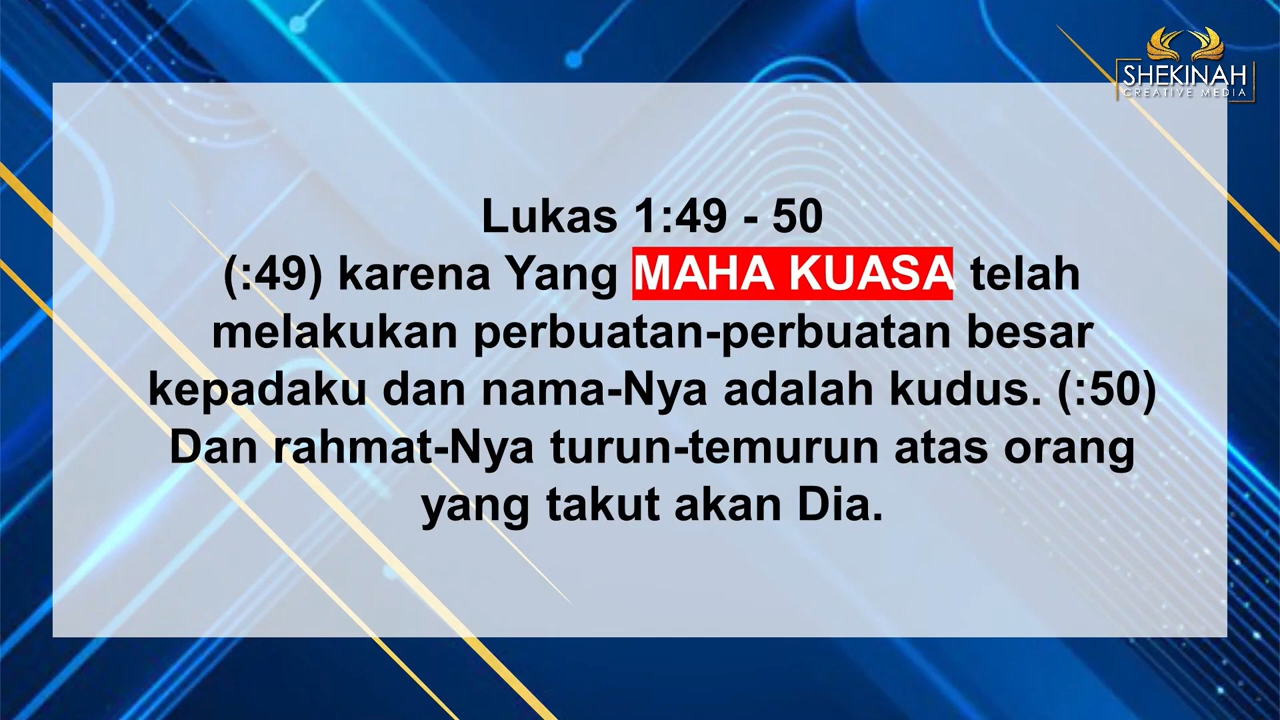 SHEKINAH
CREATIVE MEDIA
Lukas 1:49 - 50
(:49) karena Yang MAHA KUASA telah
melakukan perbuatan-perbuatan besar
kepadaku dan nama-Nya adalah kudus. (:50)
Dan rahmat-Nya turun-temurun atas orang
yang takut akan Dia.